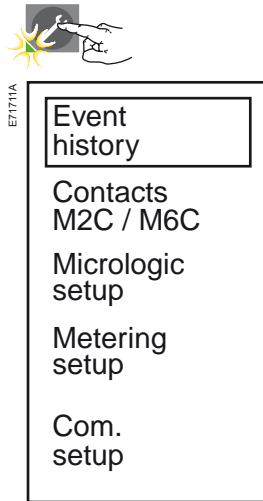 E71711A
Event
history
Contacts
M2C / M6C
Micrologic
setup
Metering
setup
Com.
setup